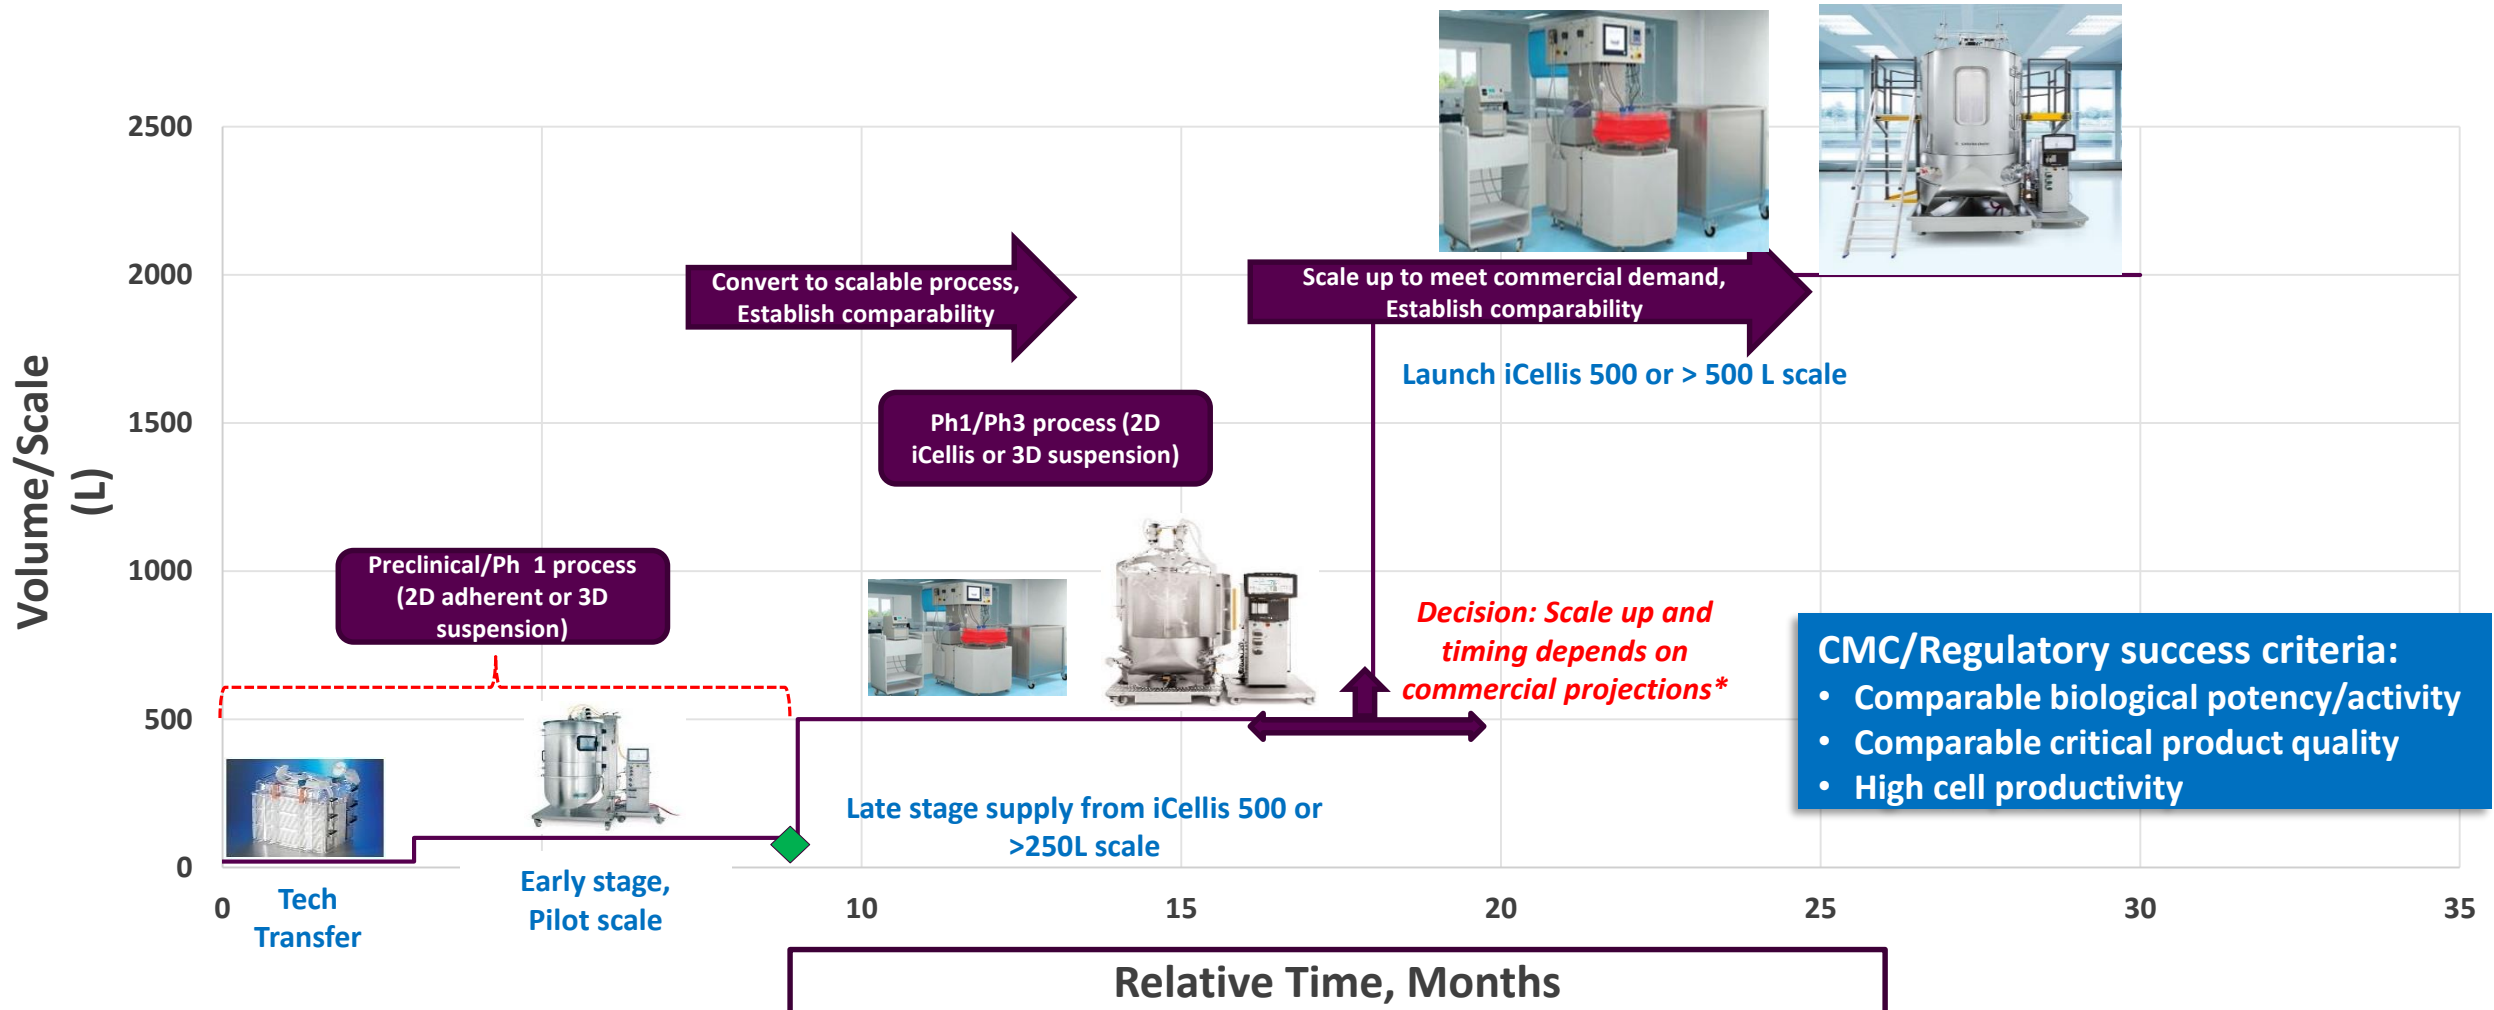 2500
2000
1500
1000
500
0
Volume/Scale
(L)
Convert to scalable process,
Establish comparability
Scale up to meet commercial demand,
Establish comparability
Launch iCellis 500 or > 500 L scale
Ph1/Ph3 process (2D
iCellis or 3D suspension)
Preclinical/Ph 1 process
(2D adherent or 3D
suspension)
Decision: Scale up and
timing depends on
commercial projections*
CMC/Regulatory success criteria:
• Comparable biological potency/activity
• Comparable critical product quality
• High cell productivity
Late stage supply from iCellis 500 or
>250L scale
Tech
Transfer
Early stage,
Pilot scale
0
10
15
20
25
30
35
Relative Time, Months